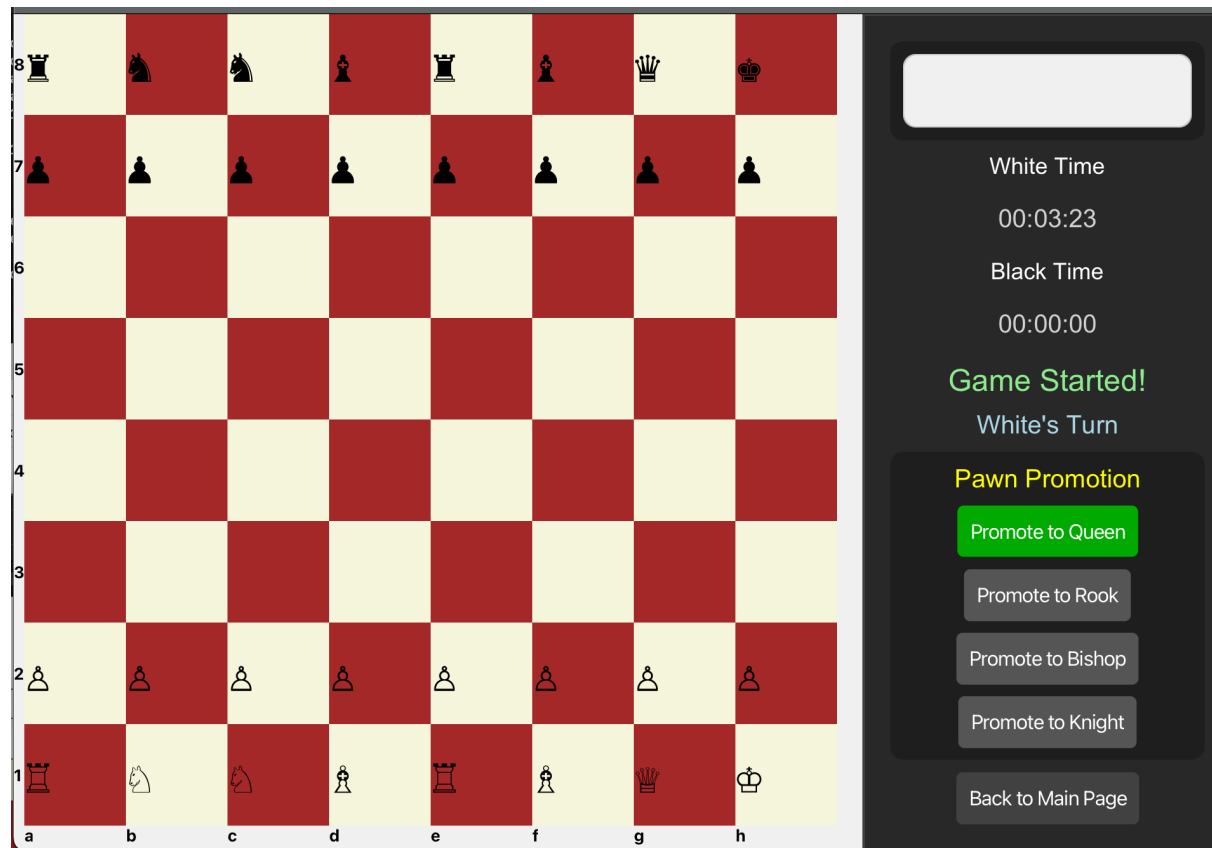 8
7
6
5
4
3
2
1
a b c d e f g h
White Time
00:03:23
Black Time
00:00:00
Game Started!
White's Turn
Pawn Promotion
Promote to Queen
Promote to Rook
Promote to Bishop
Promote to Knight
Back to Main Page